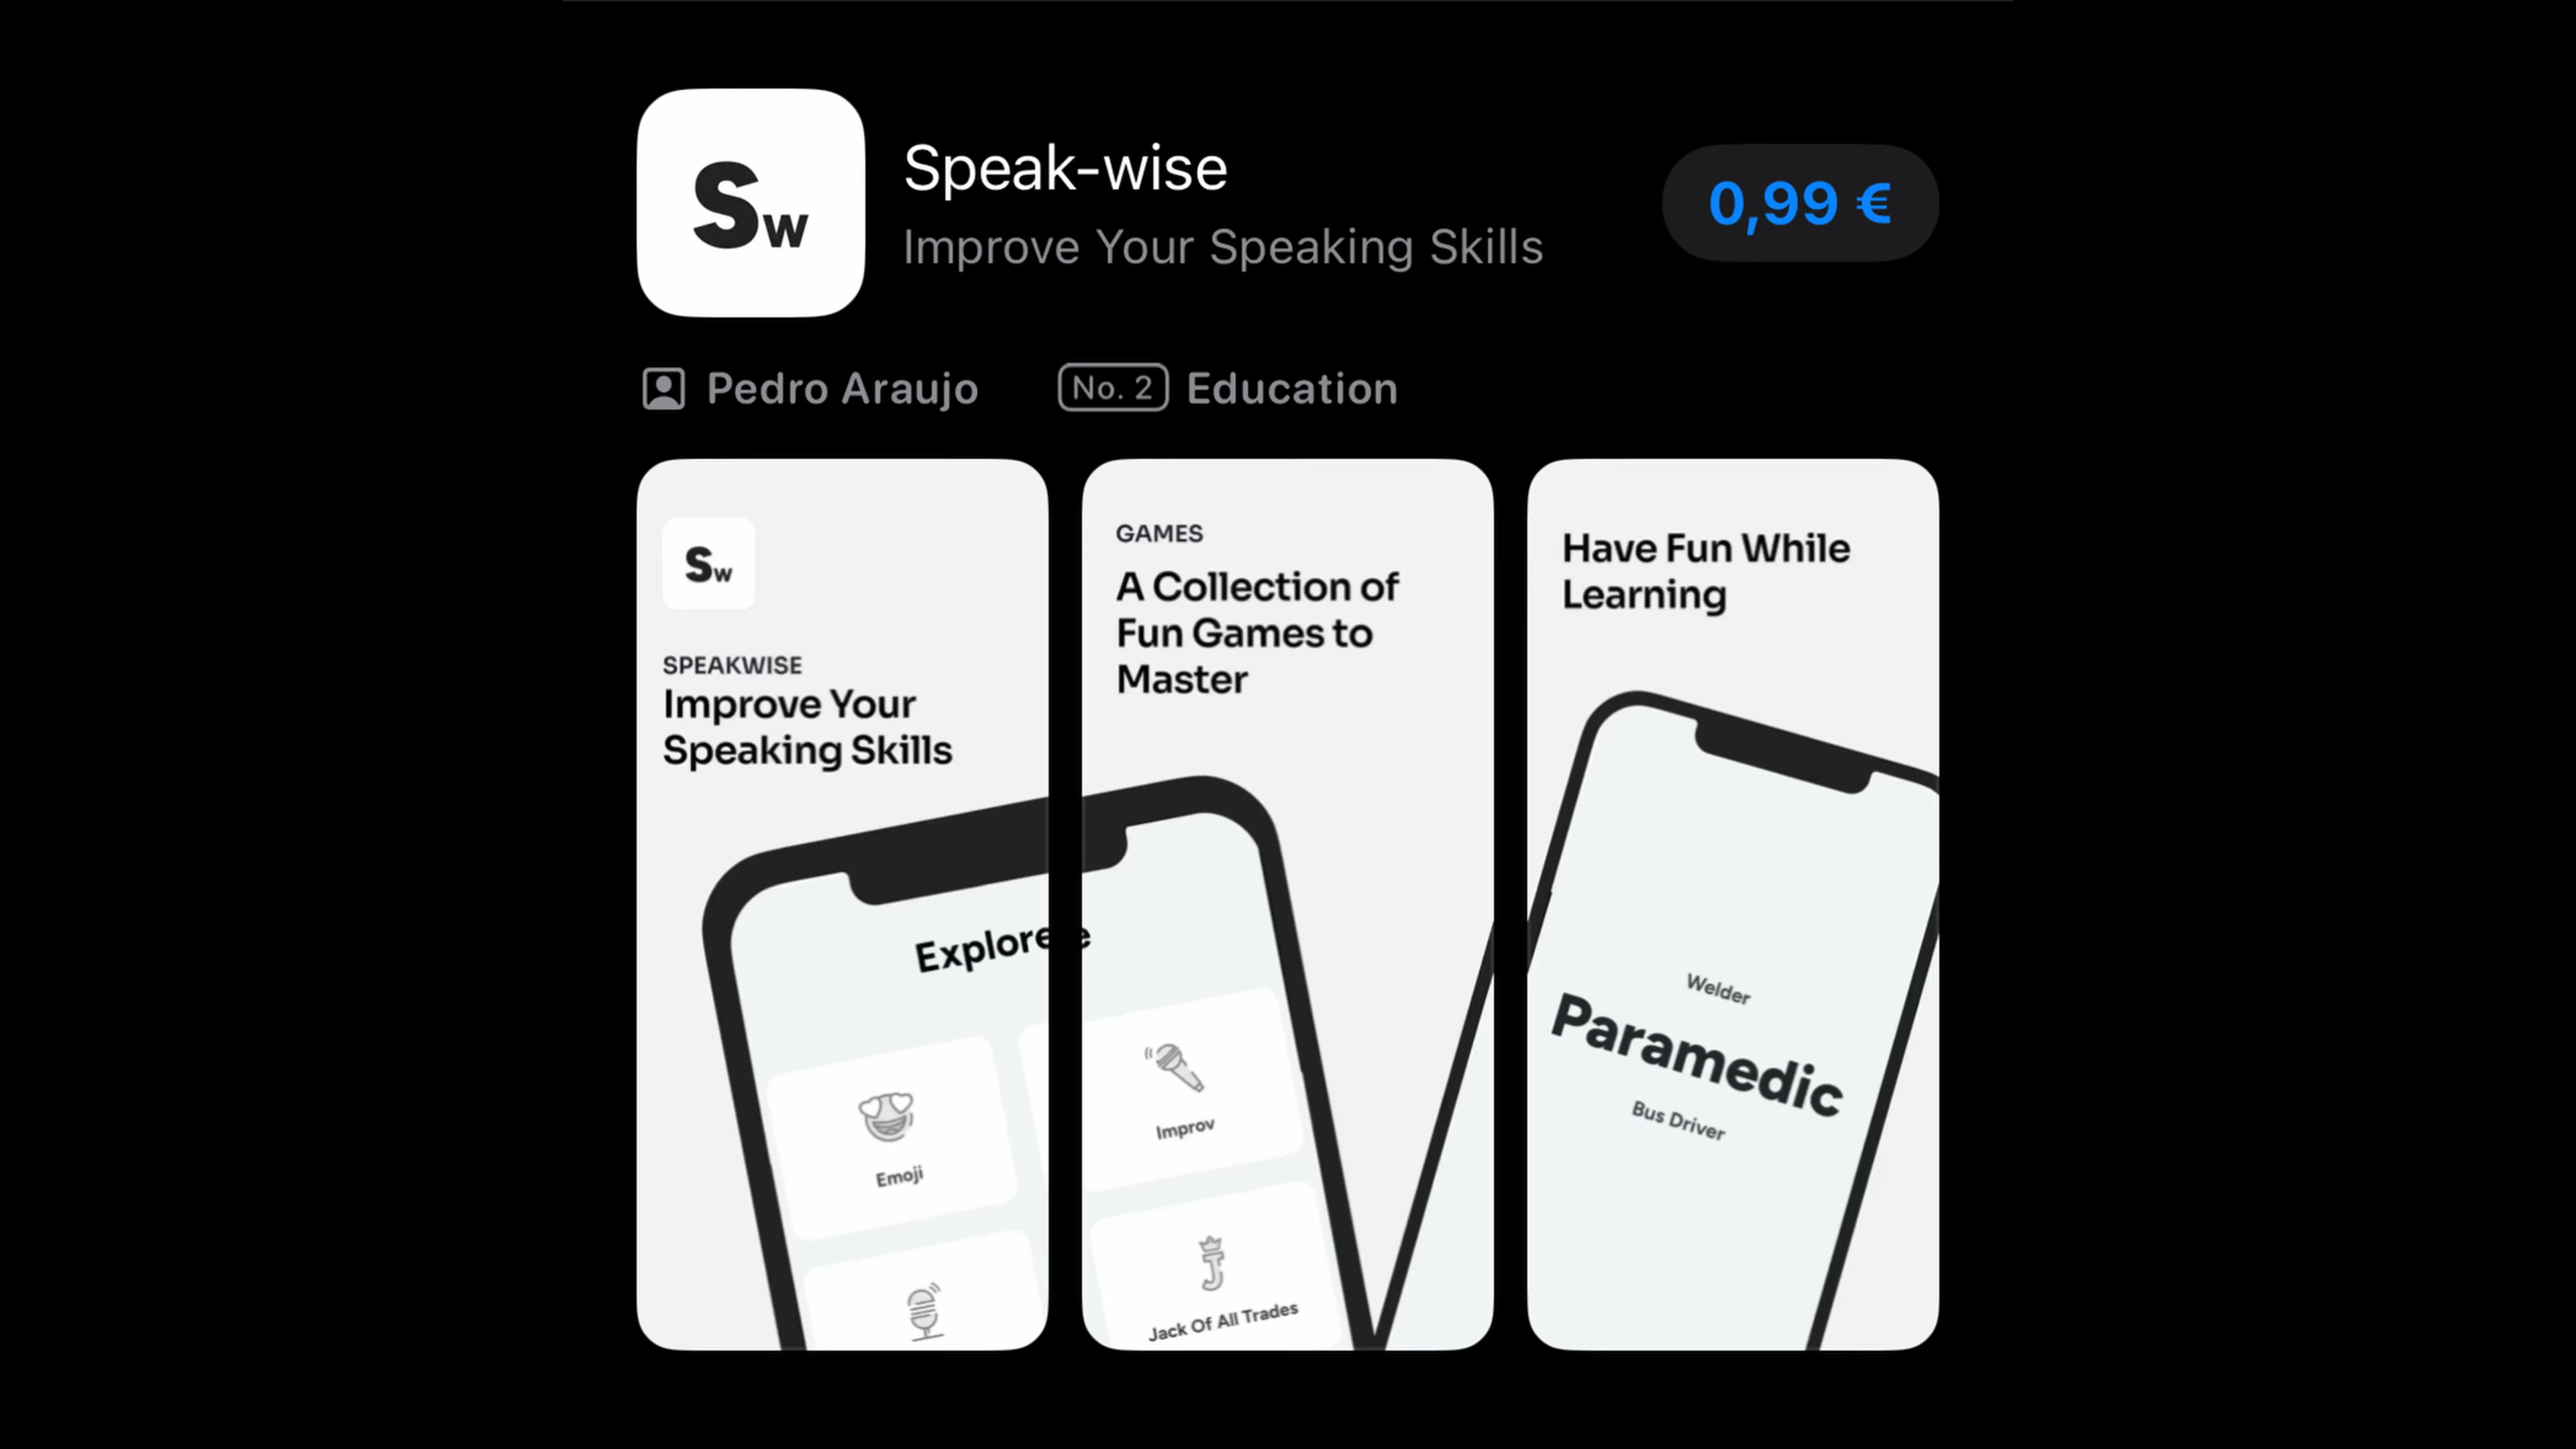 Sw
Speak-wise
Improve Your Speaking Skills
0,99 €
Pedro Araujo
No. 2 Education
Sw
SPEAKWISE
Improve Your
Speaking Skills
Explore
Emoji
GAMES
A Collection of
Fun Games to
Master
e
Improv
Jack Of All Trades
Have Fun While
Learning
Welder
Paramedic
Bus Driver